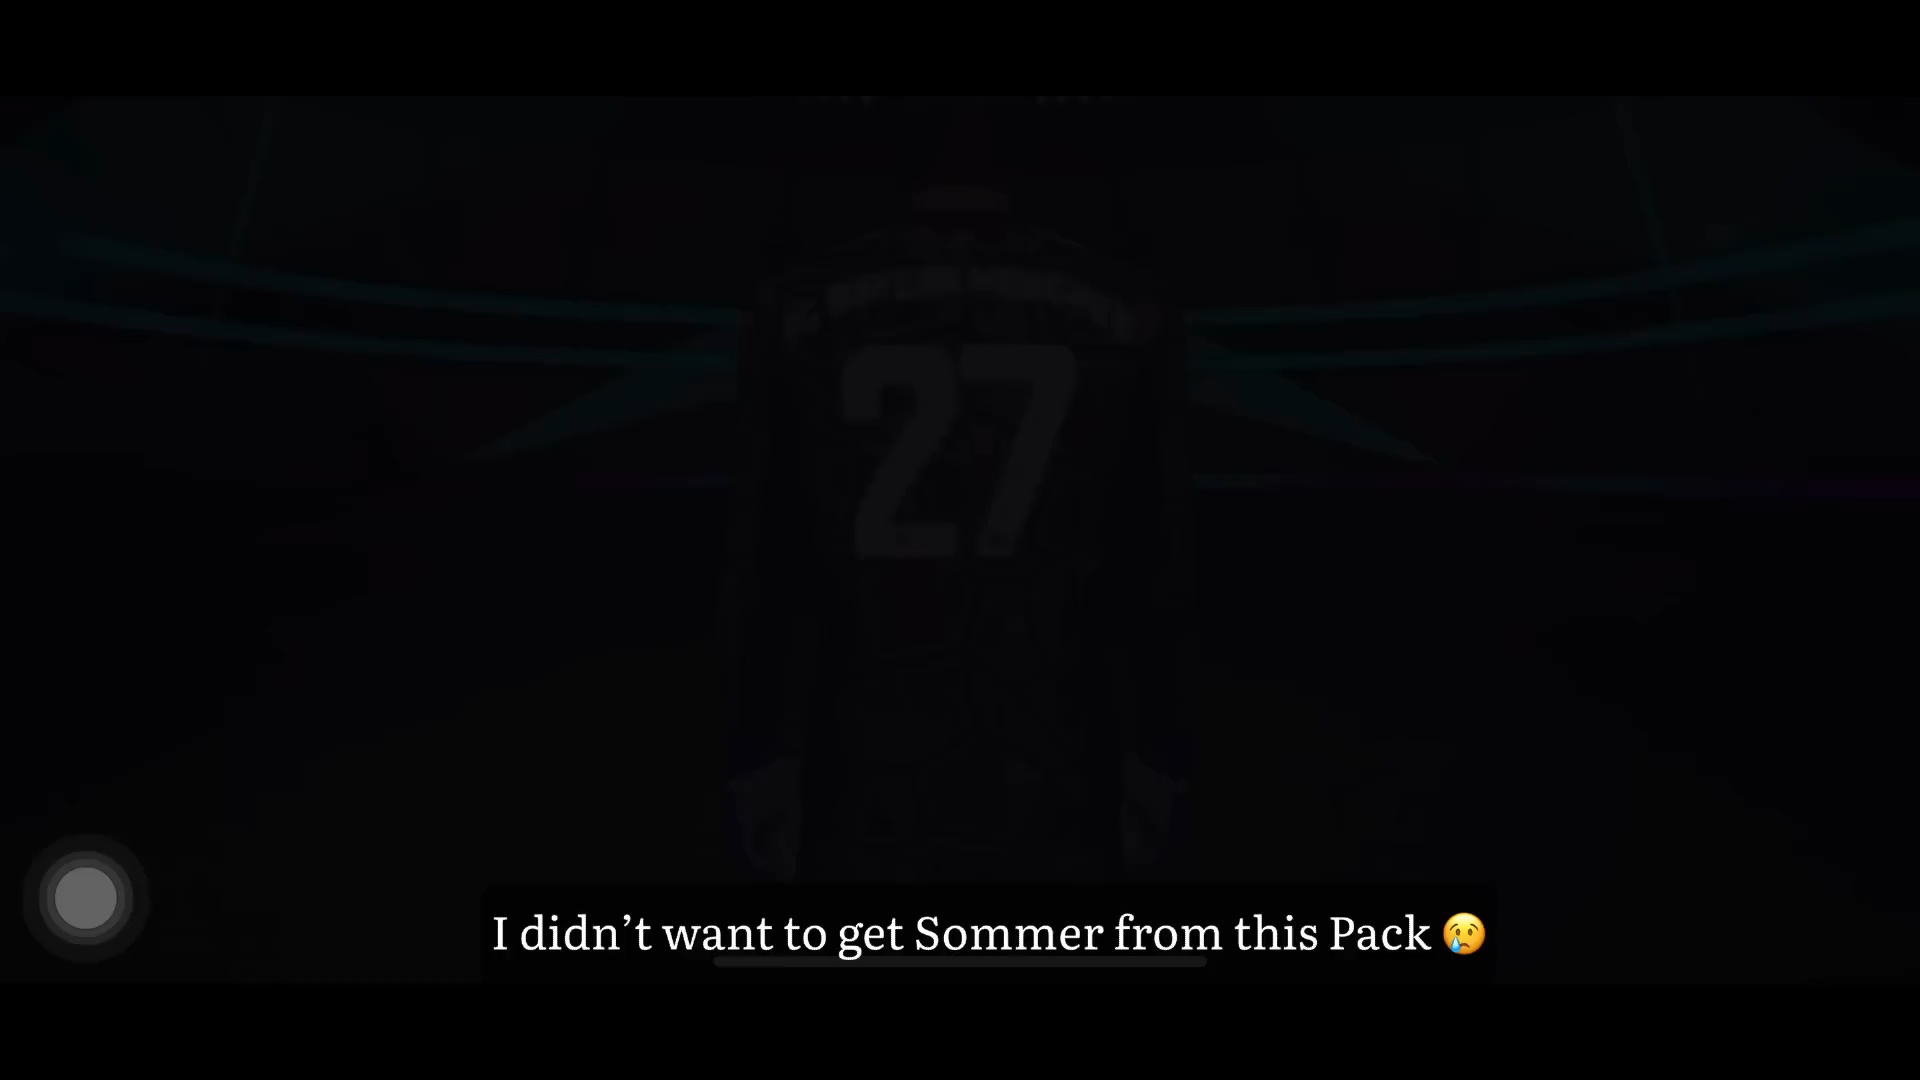 27
I didn’t want to get Sommer from this Pack 😢